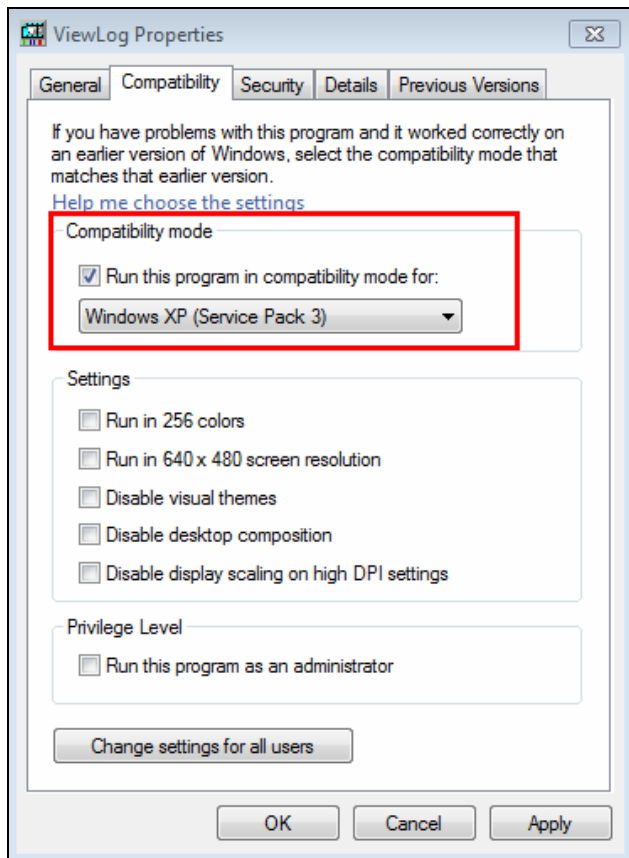 ViewLog Properties
General Compatibility Security Details Previous Versions
If you have problems with this program and it worked correctly on
an earlier version of Windows, select the compatibility mode that
matches that earlier version.
Help me choose the settings
Compatibility mode
Run this program in compatibility mode for:
Windows XP (Service Pack 3)
Settings
Run in 256 colors
Run in 640 x 480 screen resolution
Disable visual themes
Disable desktop composition
Disable display scaling on high DPI settings
Privilege Level
Run this program as an administrator
Change settings for all users
OK Cancel Apply